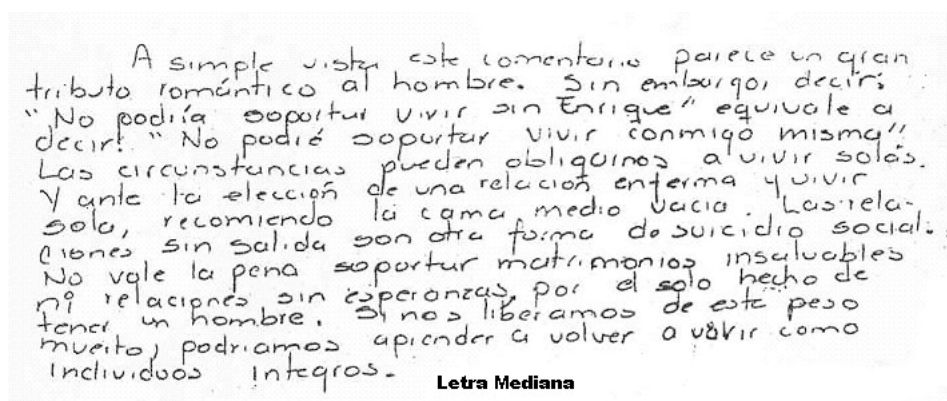 A simple vista este comentario parece un gran
tributo romántico al hombre. Sin embargo, decir:
"No podría soportar vivir sin Enrique" equivale a
decir: "No podré soportar vivir conmigo misma".
Las circunstancias pueden obligarnos a vivir solas.
Y ante la elección de una relación enferma y vivir
sola, recomiendo la cama medio vacia. Las rela-
ciones sin salida son otra forma de suicidio social.
No vale la pena soportar matrimonios insalvables
ni relaciones sin esperanzas, por el solo hecho de
tener un hombre. Si nos liberamos de este peso
muerto, podriamos aprender a volver a vivir como
individuos integros.
Letra Mediana